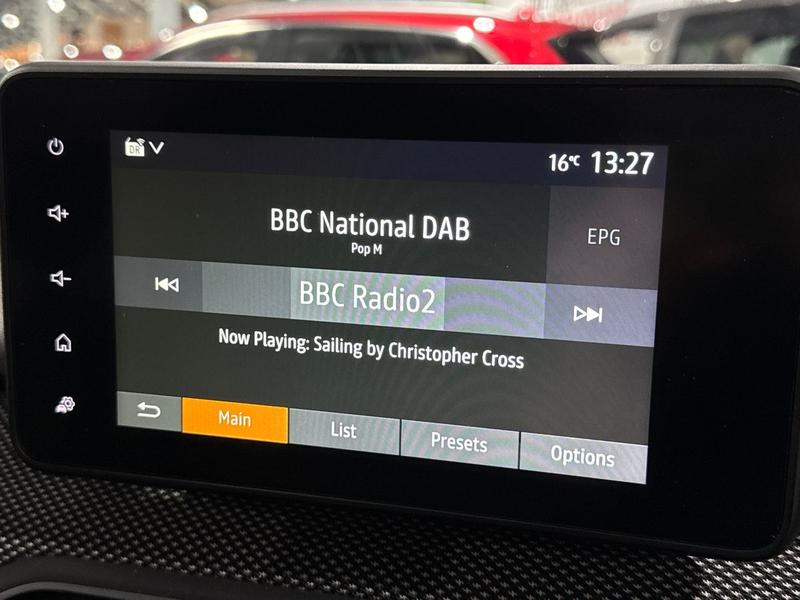 DR
16°C 13:27
BBC National DAB
Pop M
EPG
BBC Radio2
Now Playing: Sailing by Christopher Cross
Main List Presets Options